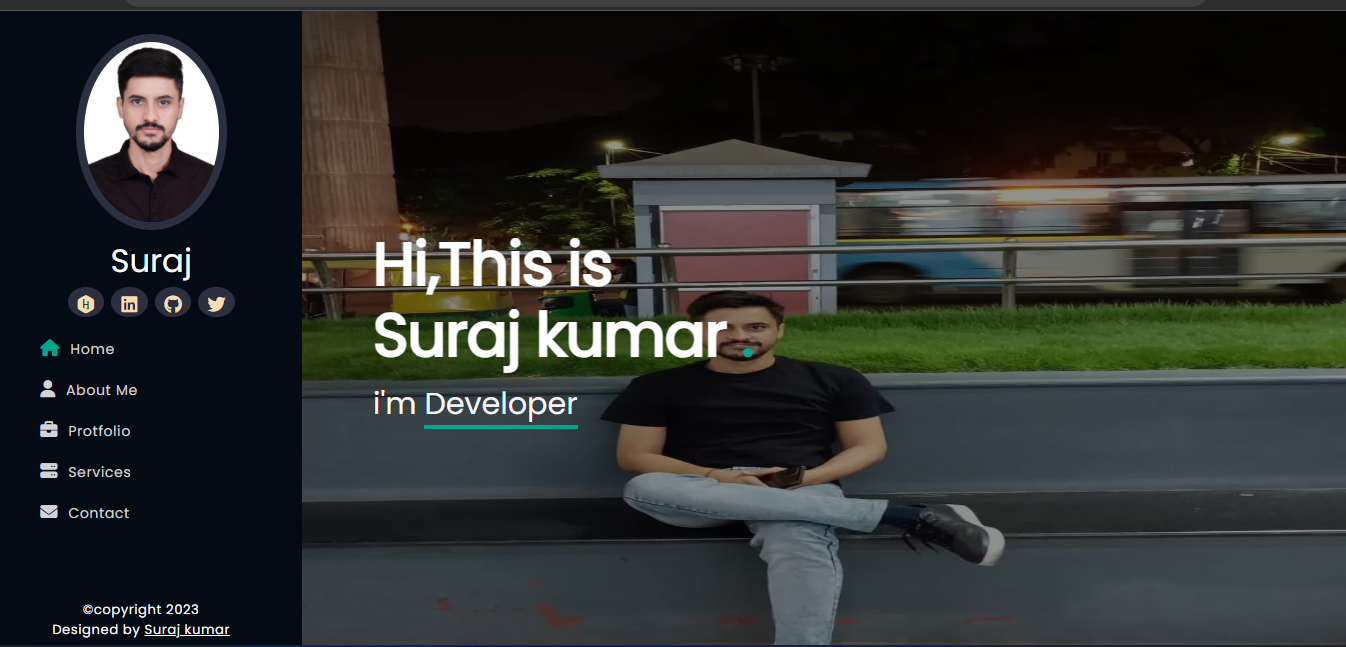 Suraj
Home
About Me
Protfolio
Services
Contact
©copyright 2023
Designed by Suraj kumar
Hi,This is
Suraj kumar.
i'm Developer